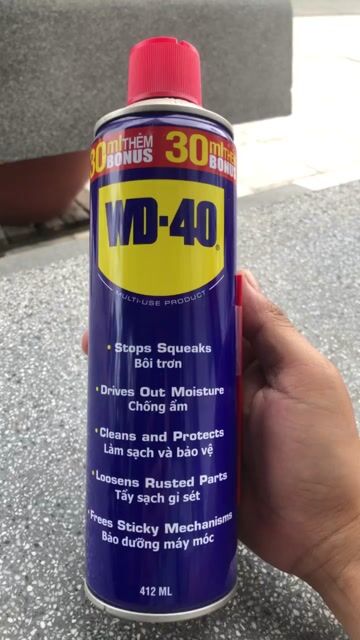 30ml THÊM BONUS 30ml THÊM BONUS
WD-40®
MULTI-USE PRODUCT
• Stops Squeaks
Bôi trơn
• Drives Out Moisture
Chống ẩm
• Cleans and Protects
Làm sạch và bảo vệ
• Loosens Rusted Parts
Tẩy sạch gỉ sét
• Frees Sticky Mechanisms
Bảo dưỡng máy móc
412 ML